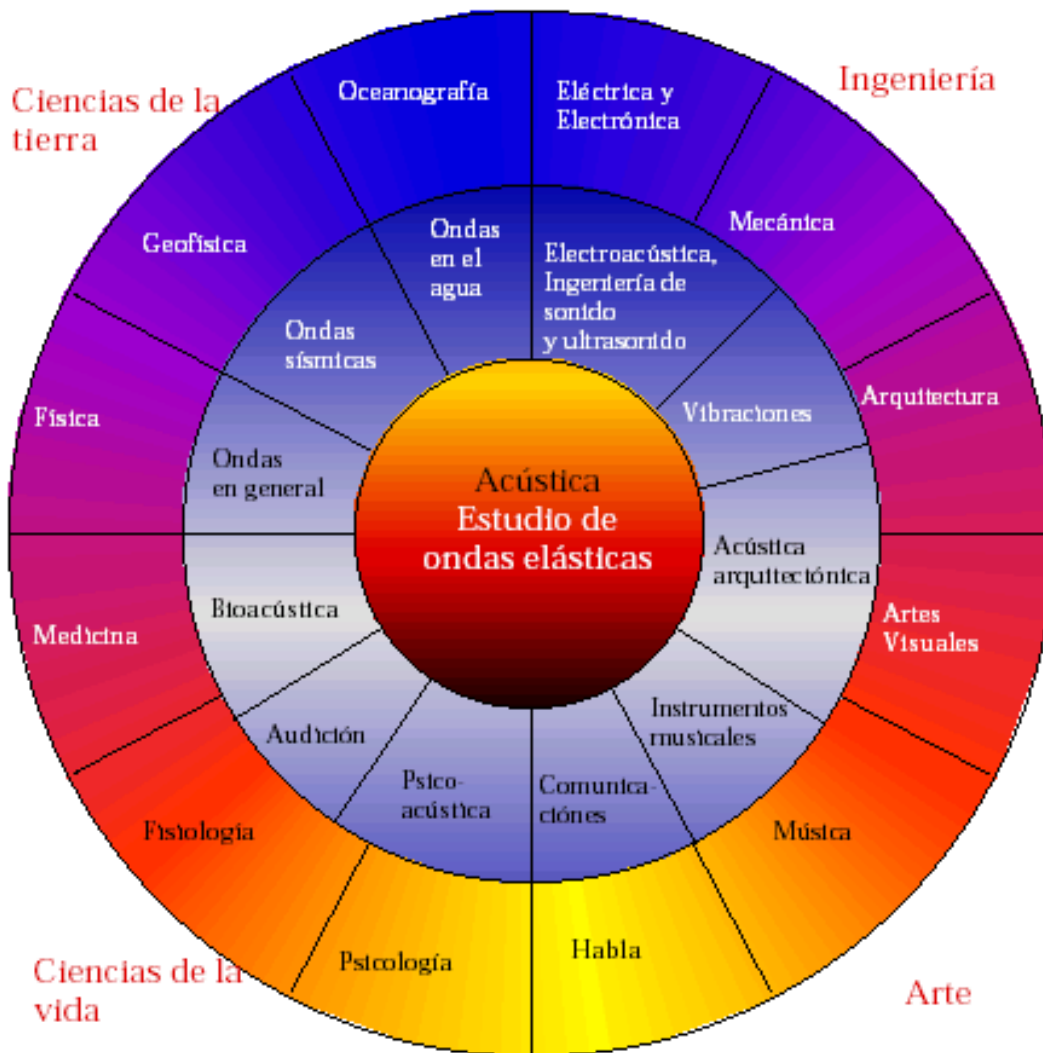 Ciencias de la
tierra
Ingeniería
Oceanografía
Eléctrica y
Electrónica
Geofísica
Mecánica
Física
Arquitectura
Medicina
Artes
Visuales
Fisiología
Música
Psicología
Habla
Ondas
en el
agua
Electroacústica,
Ingeniería de
sonido
y ultrasonido
Ondas
sísmicas
Vibraciones
Ondas
en general
Acústica
arquitectónica
Bioacústica
Instrumentos
musicales
Audición
Psico-
acústica
Comunica-
ciónes
Acústica
Estudio de
ondas elásticas
Ciencias de la
vida
Arte